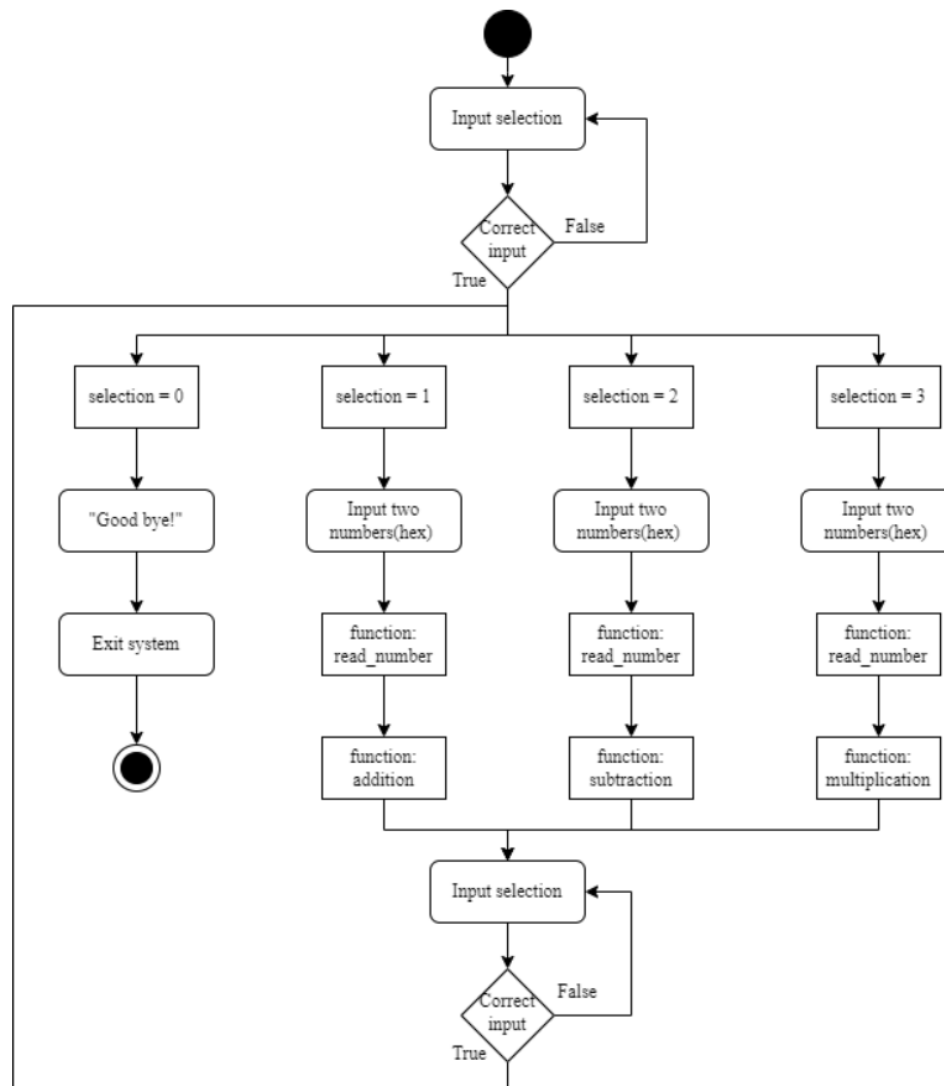 Input selection
Correct
input
False
True
selection = 0
selection = 1
selection = 2
selection = 3
"Good bye!"
Input two
numbers(hex)
Input two
numbers(hex)
Input two
numbers(hex)
Exit system
function:
read_number
function:
read_number
function:
read_number
function:
addition
function:
subtraction
function:
multiplication
Input selection
Correct
input
False
True